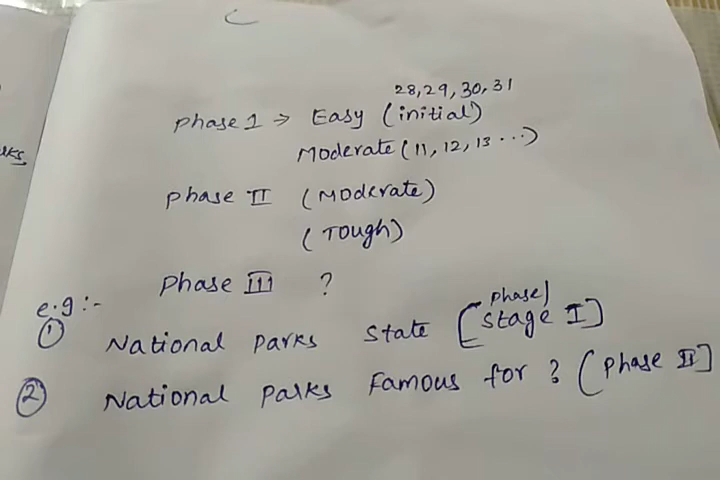 28, 29, 30, 31
Phase 1 → Easy (initial)
Moderate (11, 12, 13 ...)
Phase II (Moderate)
(Tough)
Phase III ?
e.g :-
① National Parks State [Phase/Stage I]
② National Parks Famous for ? (Phase II]